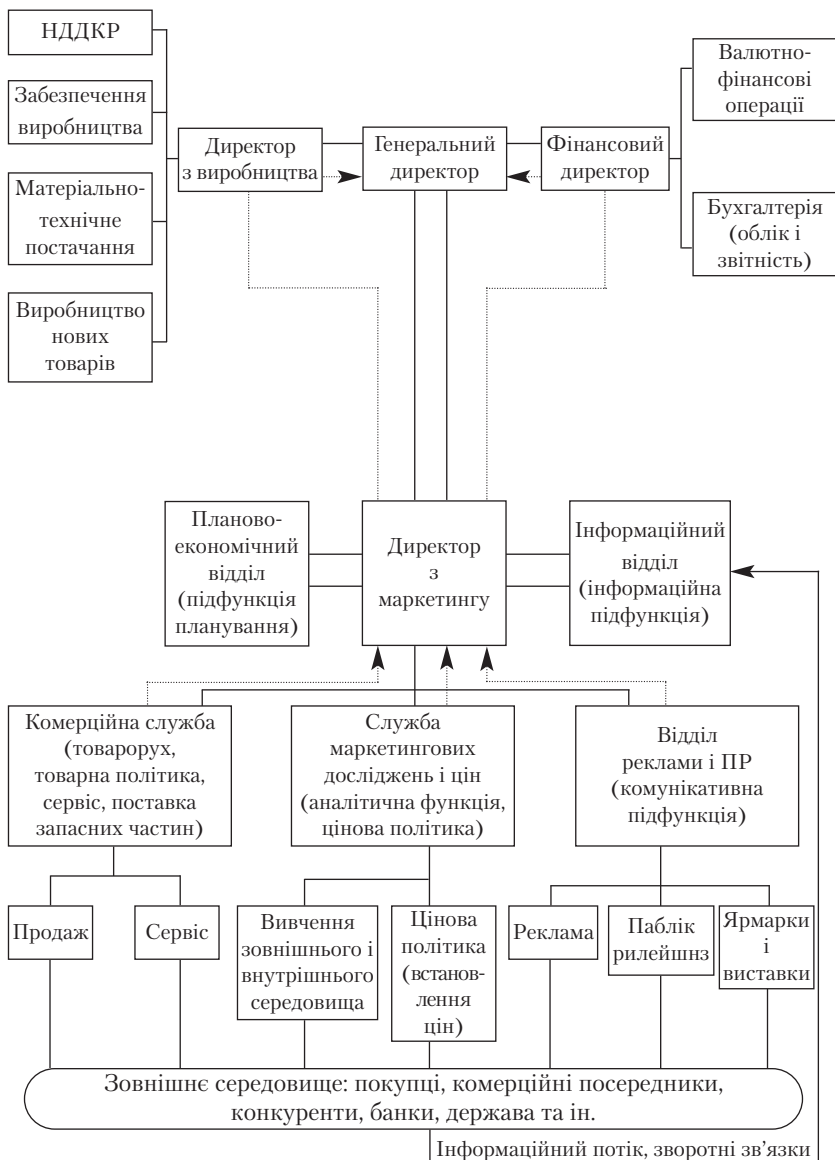 НДДКР
Забезпечення
виробництва
Матеріально-
технічне
постачання
Виробництво
нових
товарів
Директор
з виробництва
Генеральний
директор
Фінансовий
директор
Валютно-
фінансові
операції
Бухгалтерія
(облік і
звітність)
Планово-
економічний
відділ
(підфункція
планування)
Директор
з
маркетингу
Інформаційний
відділ
(інформаційна
підфункція)
Комерційна служба
(товарорух,
товарна політика,
сервіс, поставка
запасних частин)
Служба
маркетингових
досліджень і цін
(аналітична функція,
цінова політика)
Відділ
реклами і ПР
(комунікативна
підфункція)
Продаж
Сервіс
Вивчення
зовнішнього і
внутрішнього
середовища
Цінова
політика
(встанов-
лення
цін)
Реклама
Паблік
рилейшнз
Ярмарки
і
виставки
Зовнішнє середовище: покупці, комерційні посередники,
конкуренти, банки, держава та ін.
Інформаційний потік, зворотні зв'язки